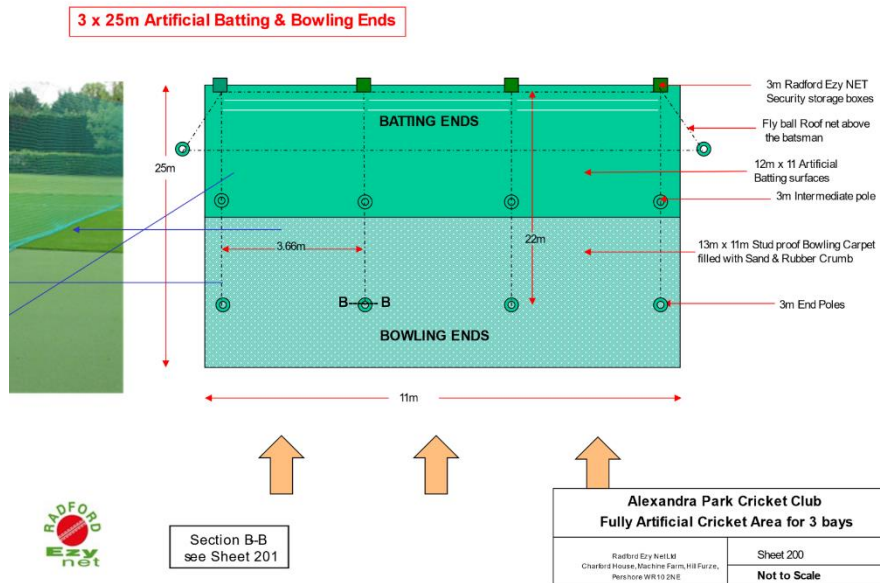 3 x 25m Artificial Batting & Bowling Ends
3m Radford Ezy NET
Security storage boxes
BATTING ENDS
Fly ball Roof net above
the batsman
25m
12m x 11 Artificial
Batting surfaces
3m Intermediate pole
22m
3.66m
13m x 11m Stud proof Bowling Carpet
filled with Sand & Rubber Crumb
B
B
3m End Poles
BOWLING ENDS
11m
RADFORD
Ezy
net
Section B-B
see Sheet 201
Alexandra Park Cricket Club
Fully Artificial Cricket Area for 3 bays
Radford Ezy Net Ltd
Charford House, Machine Farm, Hill Furze,
Pershore WR10 2NE
Sheet 200
Not to Scale